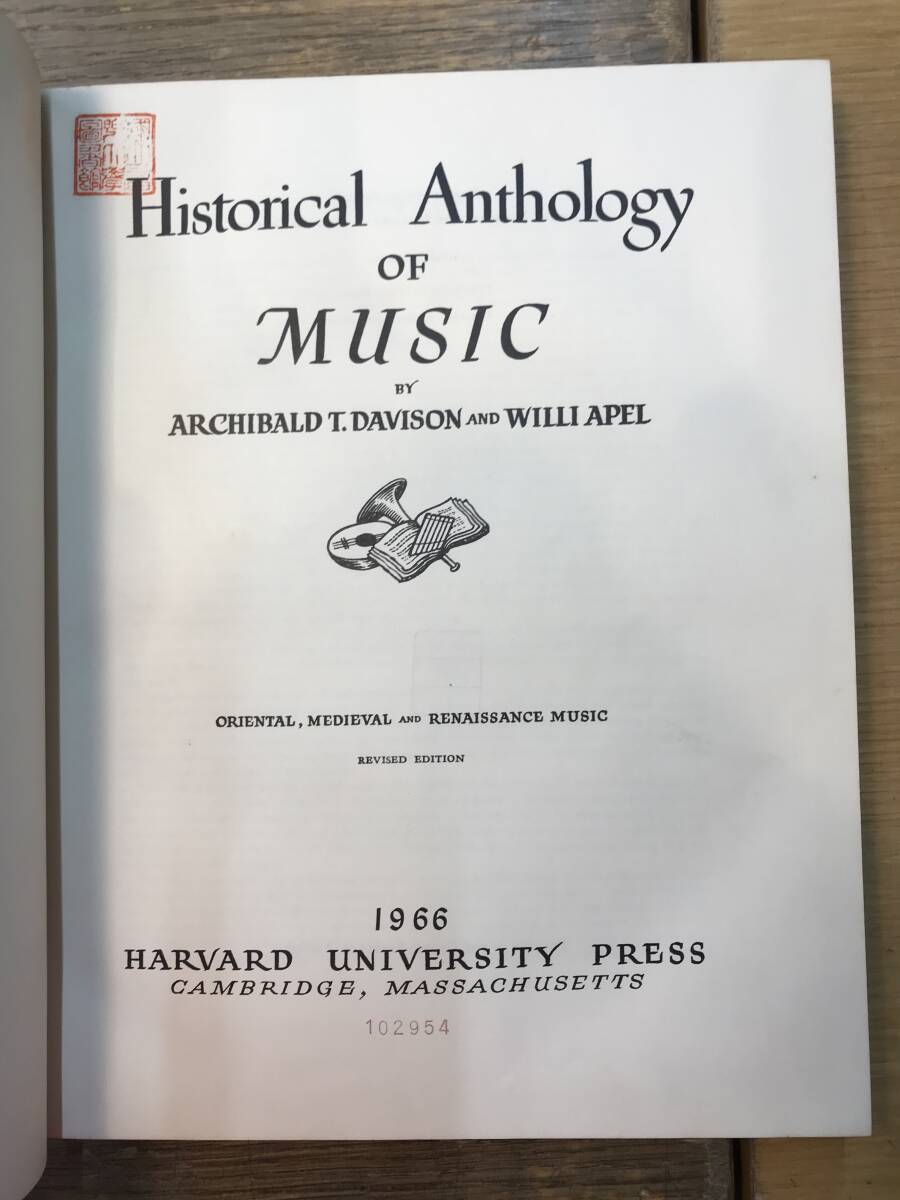 Historical Anthology
OF
MUSIC
BY
ARCHIBALD T. DAVISON AND WILLI APEL
ORIENTAL, MEDIEVAL AND RENAISSANCE MUSIC
REVISED EDITION
1966
HARVARD UNIVERSITY PRESS
CAMBRIDGE, MASSACHUSETTS
102954